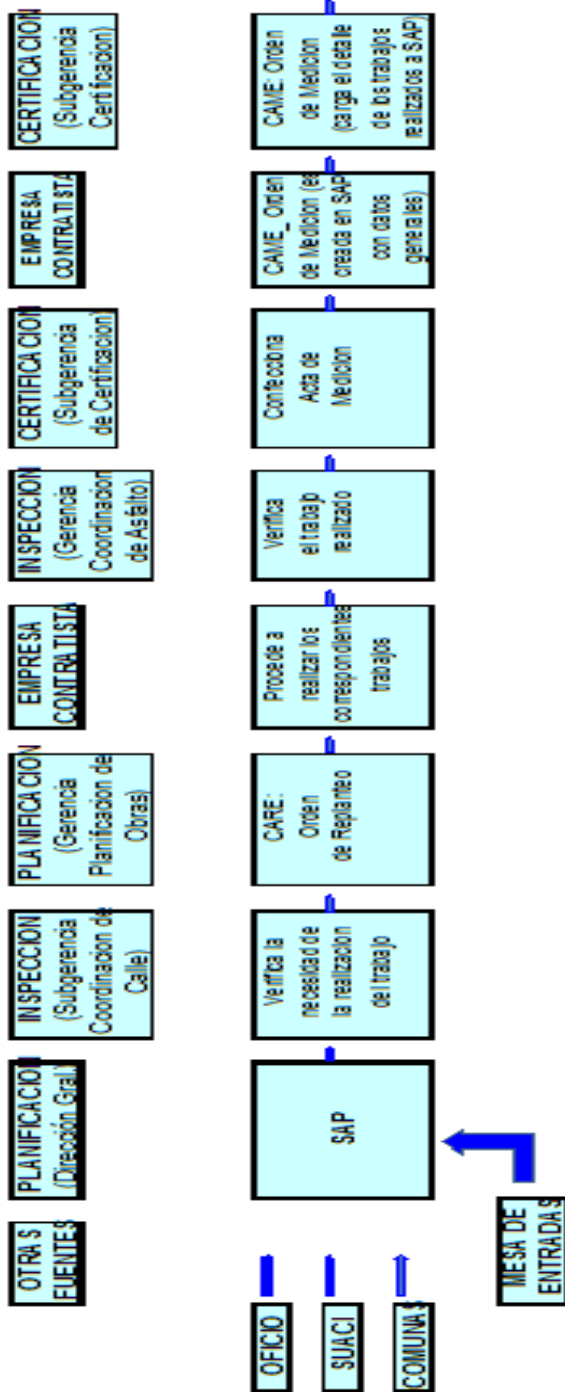 OTRAS
FUENTES
PLANIFICACION
(Dirección Gral.)
INSPECCION
(Subgerencia
Coordinacion de
Calle)
PLANIFICACION
(Gerencia
Planificacion de
Obras)
EMPRESA
CONTRATISTA
INSPECCION
(Gerencia
Coordinacion
de Asfalto)
CERTIFICACION
(Subgerencia
de Certificacion)
EMPRESA
CONTRATISTA
CERTIFICACION
(Subgerencia
Certificacion)
OFICIO
SUACI
COMUNAS
SAP
Verifica la
necesidad de
la realizacion
del trabajo
CARE:
Orden
de Replanteo
Procede a
realizar los
correspondientes
trabajos
Verifica
el trabajo
realizado
Confecciona
Acta de
Medicion
CAME_ Orden
de Medicion (es
creada en SAP
con datos
generales)
CAME: Orden
de Medicion
(carga el detalle
de los trabajos
realizados a SAP)
MESA DE
ENTRADAS